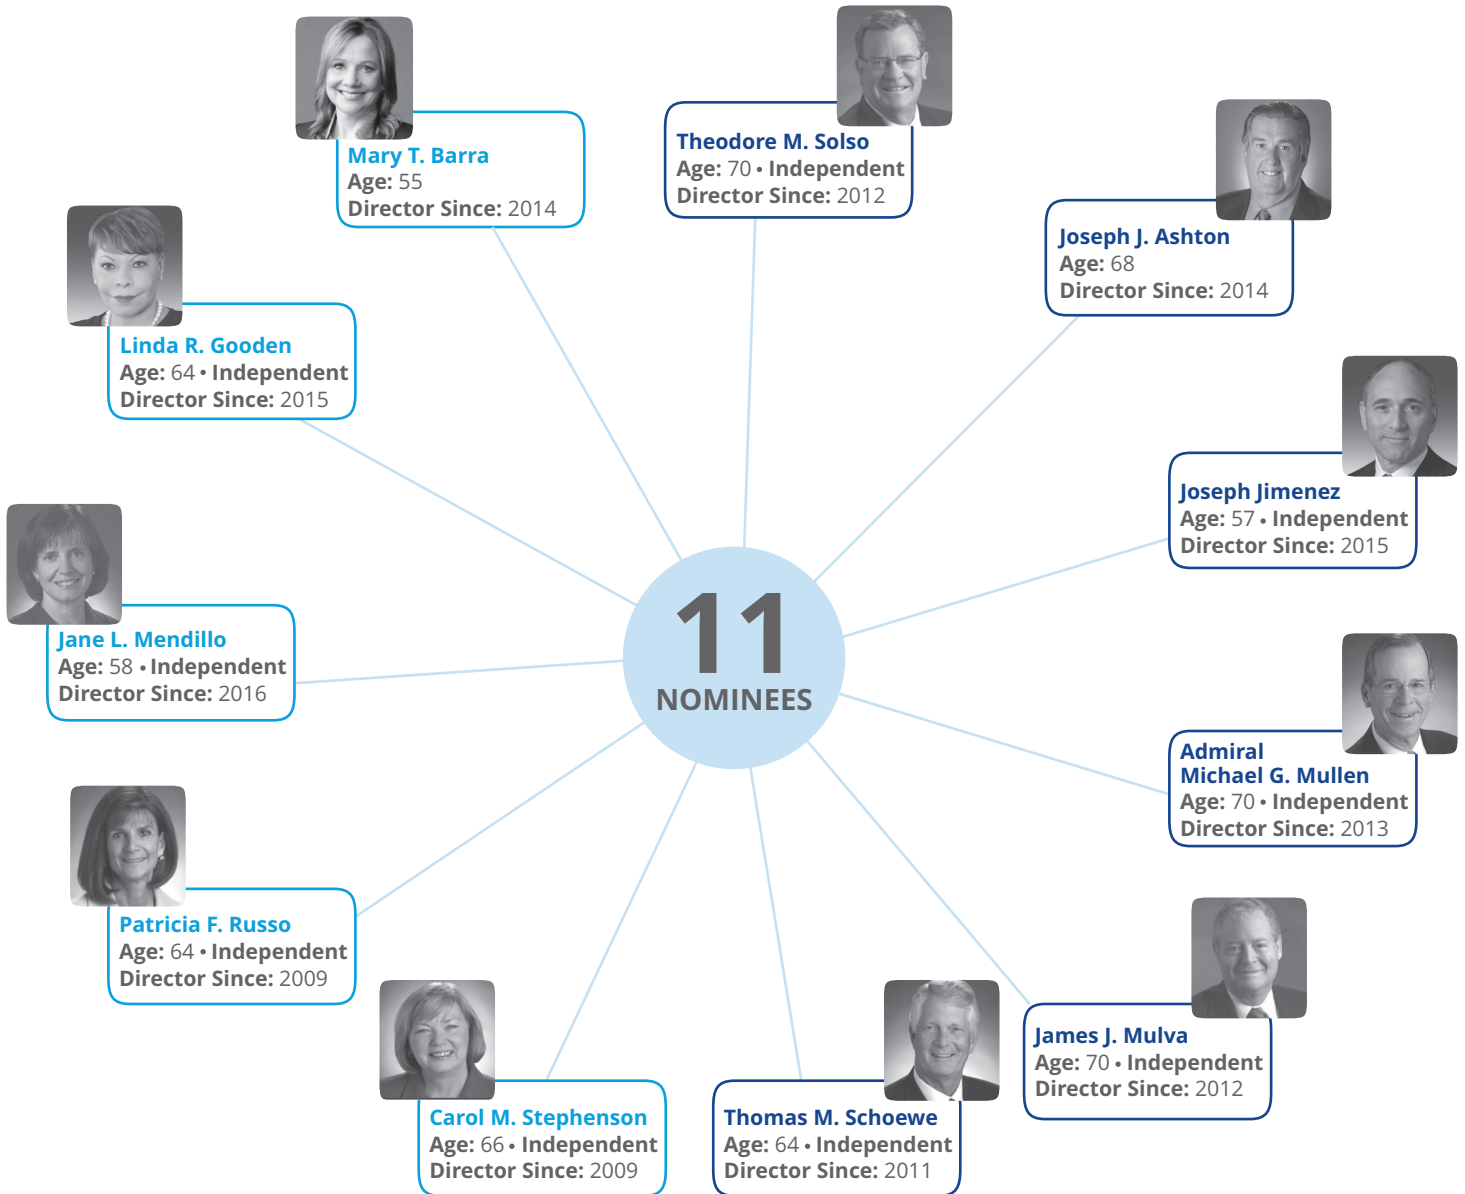 Mary T. Barra
Age: 55
Director Since: 2014
Theodore M. Solso
Age: 70 • Independent
Director Since: 2012
Joseph J. Ashton
Age: 68
Director Since: 2014
Linda R. Gooden
Age: 64 • Independent
Director Since: 2015
Joseph Jimenez
Age: 57 • Independent
Director Since: 2015
Jane L. Mendillo
Age: 58 • Independent
Director Since: 2016
11
NOMINEES
Admiral
Michael G. Mullen
Age: 70 • Independent
Director Since: 2013
Patricia F. Russo
Age: 64 • Independent
Director Since: 2009
James J. Mulva
Age: 70 • Independent
Director Since: 2012
Carol M. Stephenson
Age: 66 • Independent
Director Since: 2009
Thomas M. Schoewe
Age: 64 • Independent
Director Since: 2011